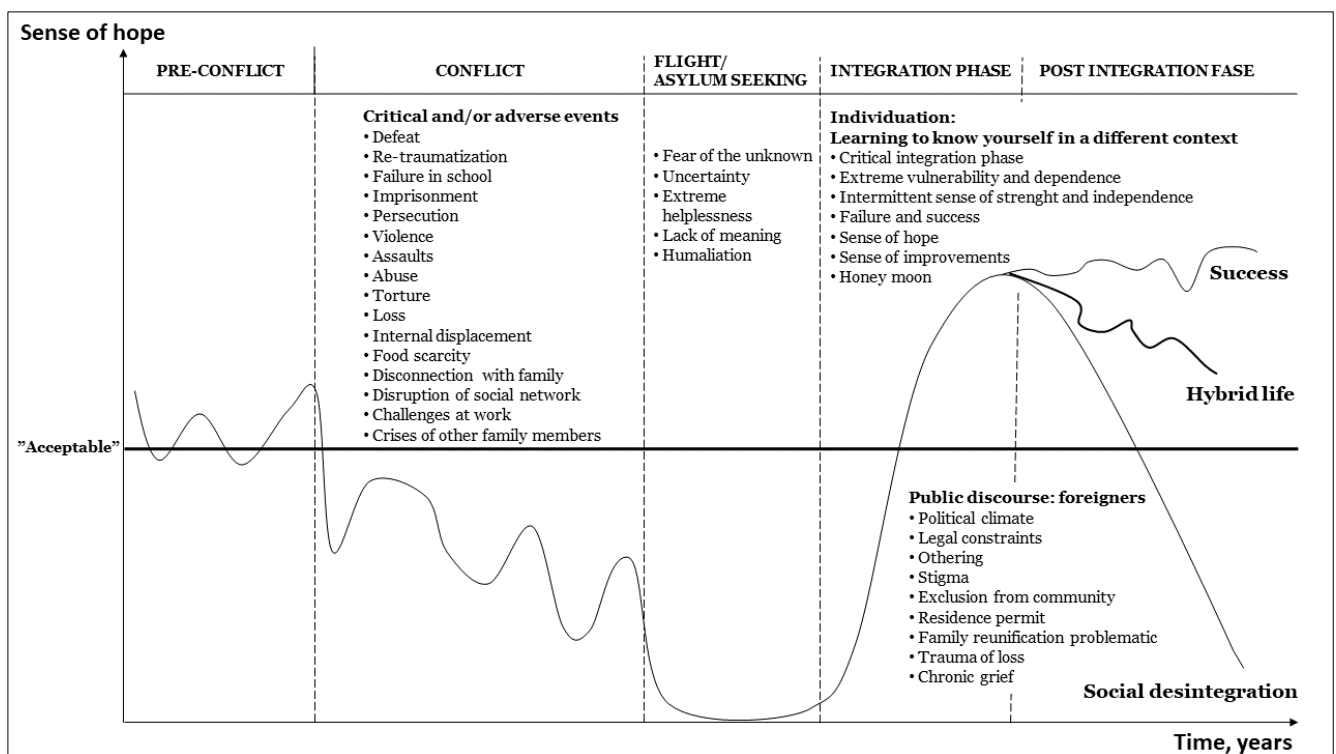 Sense of hope
PRE-CONFLICT
CONFLICT
FLIGHT/
ASYLUM SEEKING
INTEGRATION PHASE
POST INTEGRATION FASE
Critical and/or adverse events
• Defeat
• Re-traumatization
• Failure in school
• Imprisonment
• Persecution
• Violence
• Assaults
• Abuse
• Torture
• Loss
• Internal displacement
• Food scarcity
• Disconnection with family
• Disruption of social network
• Challenges at work
• Crises of other family members
• Fear of the unknown
• Uncertainty
• Extreme
helplessness
• Lack of meaning
• Humaliation
Individuation:
Learning to know yourself in a different context
• Critical integration phase
• Extreme vulnerability and dependence
• Intermittent sense of strenght and independence
• Failure and success
• Sense of hope
• Sense of improvements
• Honey moon
Success
Hybrid life
”Acceptable”
Public discourse: foreigners
• Political climate
• Legal constraints
• Othering
• Stigma
• Exclusion from community
• Residence permit
• Family reunification problematic
• Trauma of loss
• Chronic grief
Social desintegration
Time, years